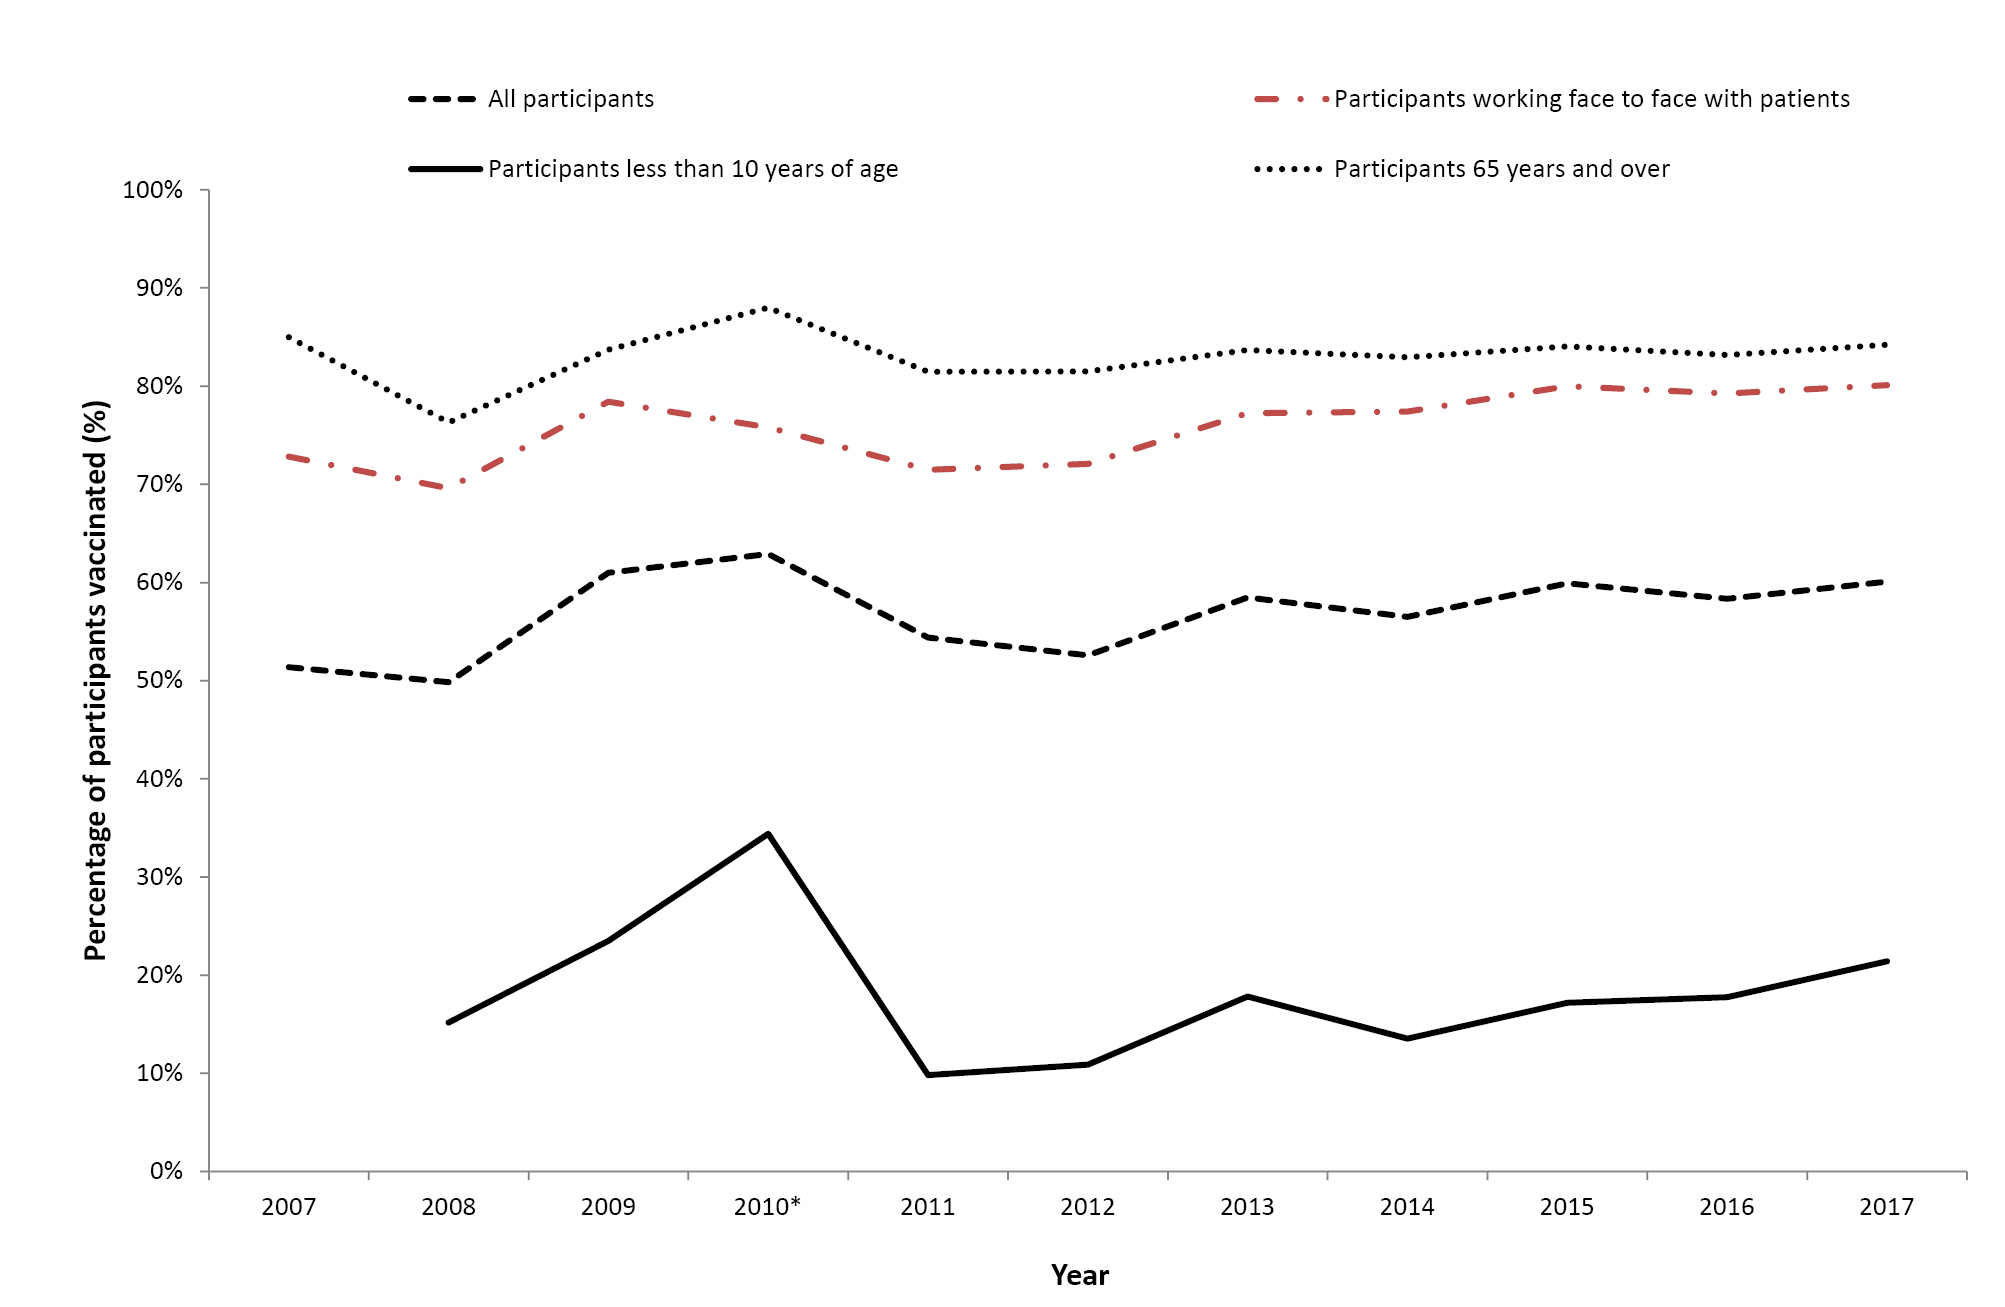 All participants
Participants working face to face with patients
Participants less than 10 years of age
Participants 65 years and over
Percentage of participants vaccinated (%)
100%
90%
80%
70%
60%
50%
40%
30%
20%
10%
0%
2007 2008 2009 2010* 2011 2012 2013 2014 2015 2016 2017
Year